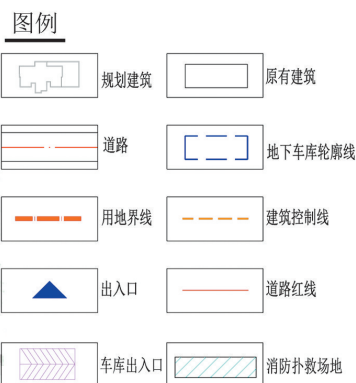 图例
规划建筑
原有建筑
道路
地下车库轮廓线
用地界线
建筑控制线
出入口
道路红线
车库出入口
消防扑救场地